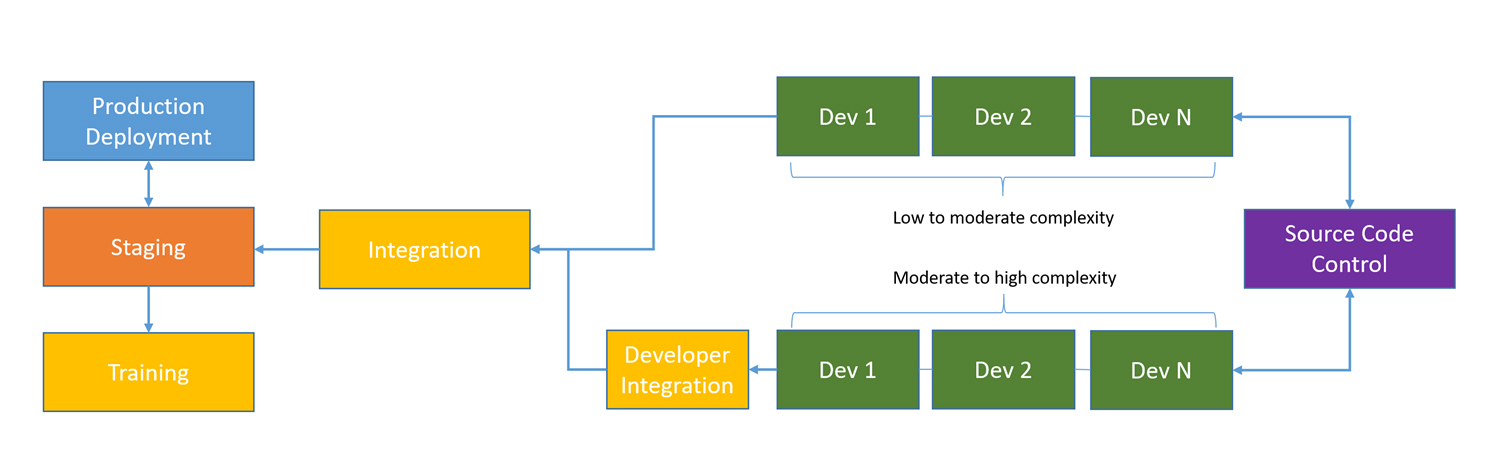 Production
Deployment
Staging
Training
Integration
Dev 1
Dev 2
Dev N
Low to moderate complexity
Moderate to high complexity
Developer
Integration
Dev 1
Dev 2
Dev N
Source Code
Control